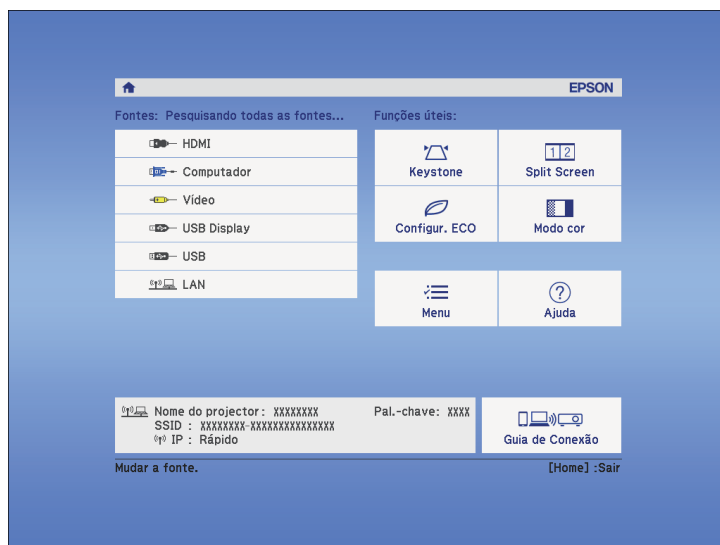 EPSON
Fontes: Pesquisando todas as fontes...
HDMI
Computador
Vídeo
USB Display
USB
LAN
Funções úteis:
Keystone
1 2
Split Screen
Configur. ECO
Modo cor
Menu
?
Ajuda
Nome do projector: XXXXXXXX
Pal.-chave: XXXX
SSID : XXXXXXXX-XXXXXXXXXXXXXXX
IP : Rápido
Guia de Conexão
Mudar a fonte.
[Home] :Sair